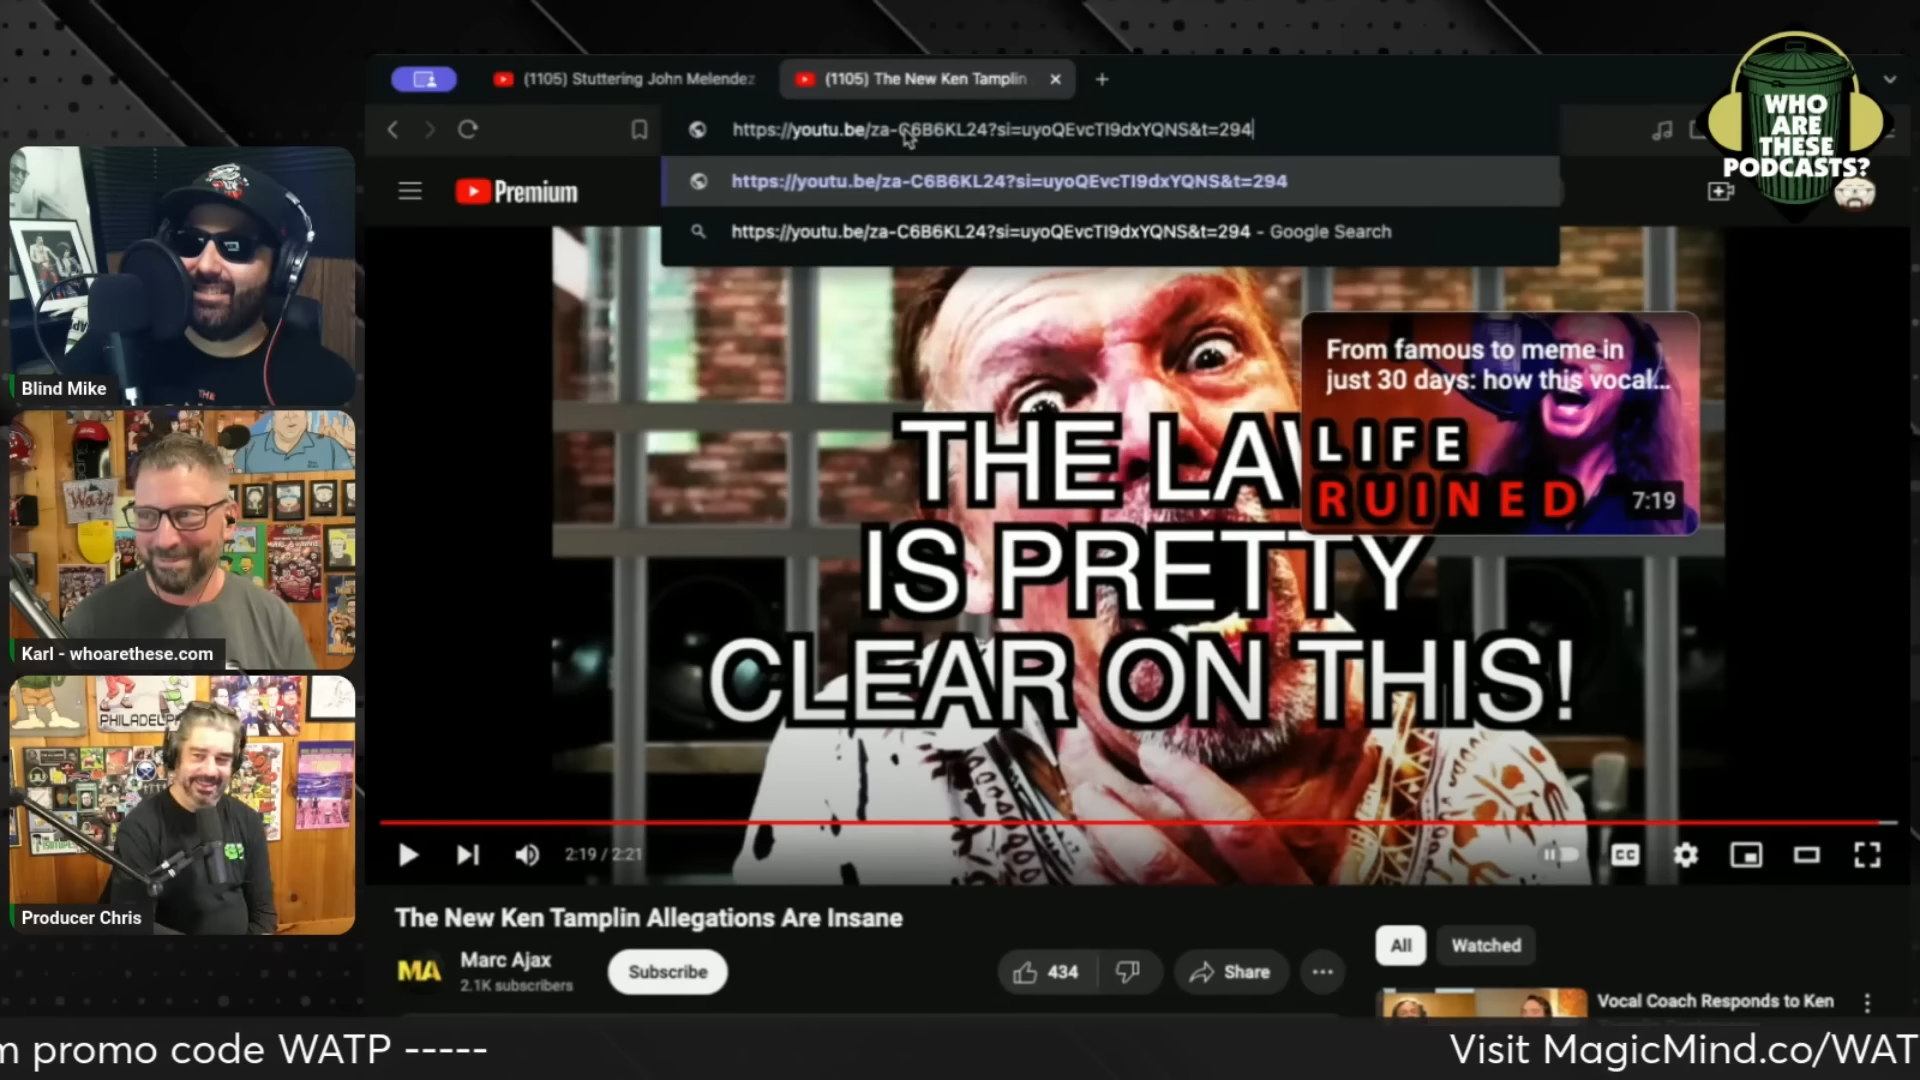 (1105) Stuttering John Melendez
(1105) The New Ken Tamplin
https://youtu.be/za-C6B6KL24?si=uyoQEvcTI9dxYQNS&t=294
https://youtu.be/za-C6B6KL24?si=uyoQEvcTI9dxYQNS&t=294
https://youtu.be/za-C6B6KL24?si=uyoQEvcTI9dxYQNS&t=294 - Google Search
WHO
ARE
THESE
PODCASTS?
Premium
From famous to meme in
just 30 days: how this vocal...
LIFE
RUINED
7:19
THE LAW
IS PRETTY
CLEAR ON THIS!
Blind Mike
Karl - whoarethese.com
PHILADELP
Producer Chris
2:19 / 2:21
CC
The New Ken Tamplin Allegations Are Insane
MA
Marc Ajax
2.1K subscribers
Subscribe
434
Share
All
Watched
Vocal Coach Responds to Ken
m promo code WATP -----
Visit MagicMind.co/WAT